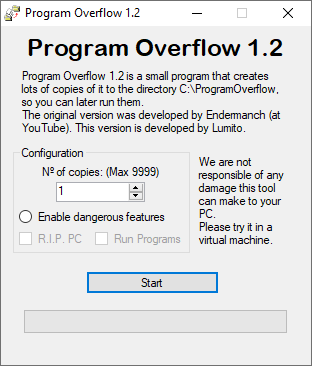 Program Overflow 1.2
Program Overflow 1.2
Program Overflow 1.2 is a small program that creates
lots of copies of it to the directory C:\ProgramOverflow,
so you can later run them.
The original version was developed by Endermanch (at
YouTube). This version is developed by Lumito.
Configuration
Nº of copies: (Max 9999)
1
Enable dangerous features
R.I.P. PC
Run Programs
We are not
responsible of any
damage this tool
can make to your
PC.
Please try it in a
virtual machine.
Start